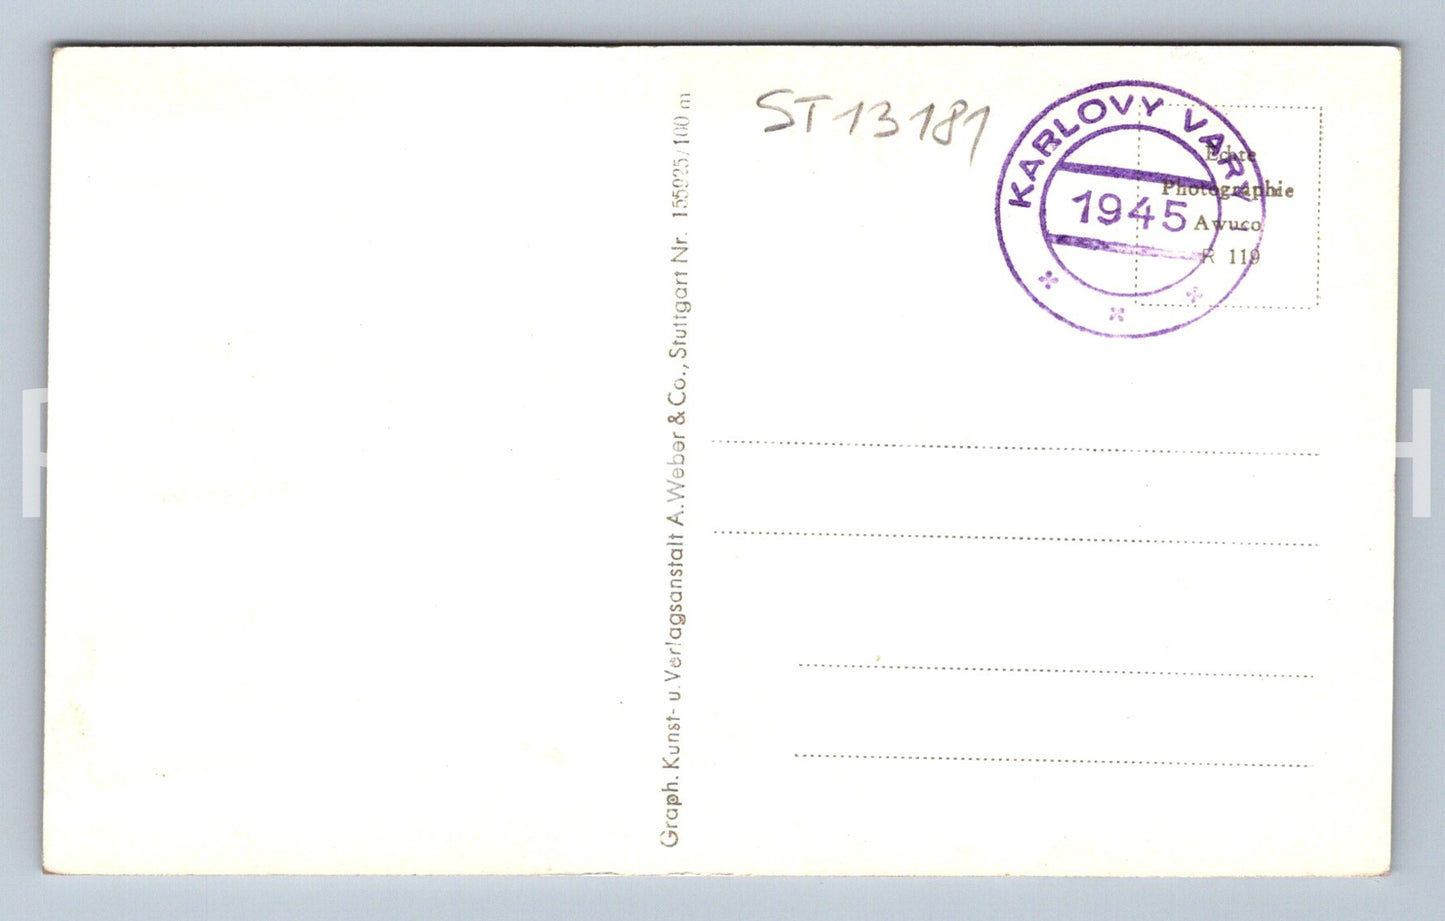 ST 13181
KARLOVY VARY
1945
Echte
Photographie
Awuco
R 119
Graph. Kunst- u. Verlagsanstalt A. Weber & Co., Stuttgart Nr. 155925/100 m